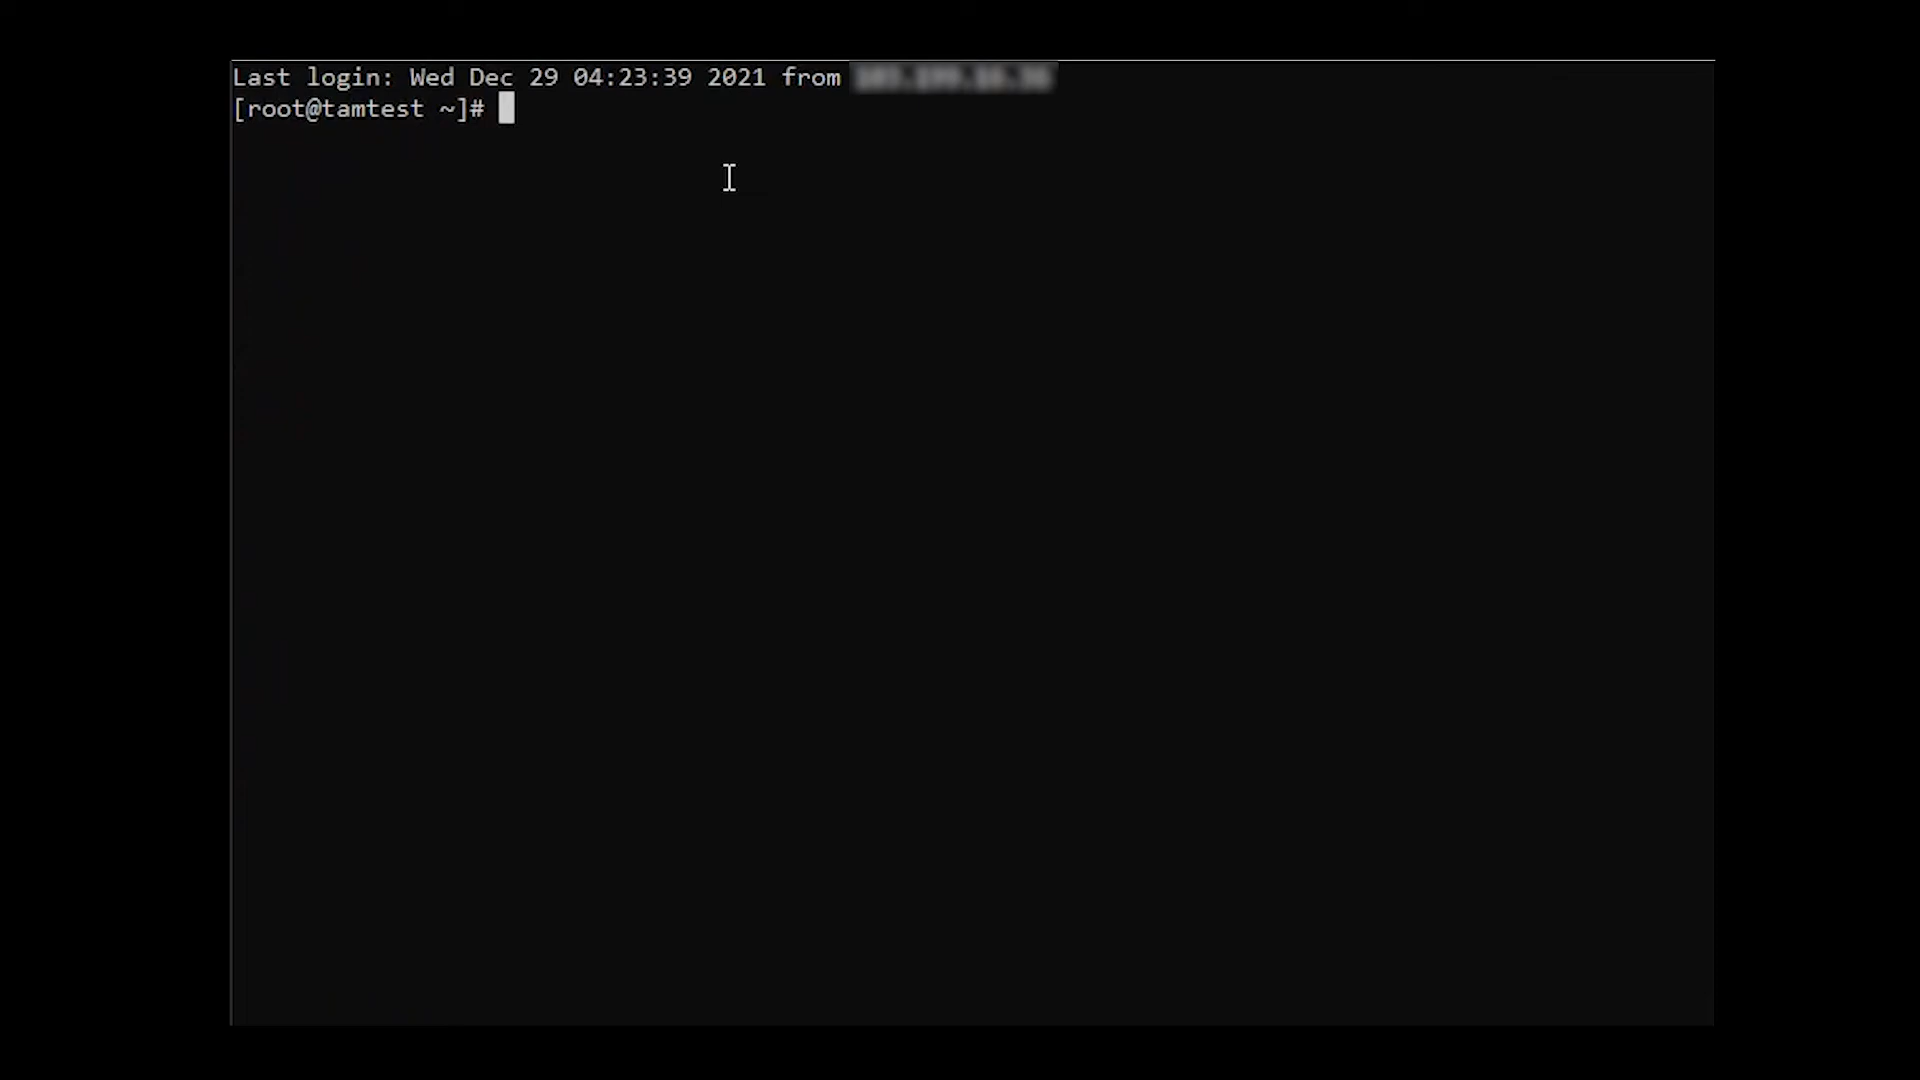 Last login: Wed Dec 29 04:23:39 2021 from
[root@tamtest ~]#